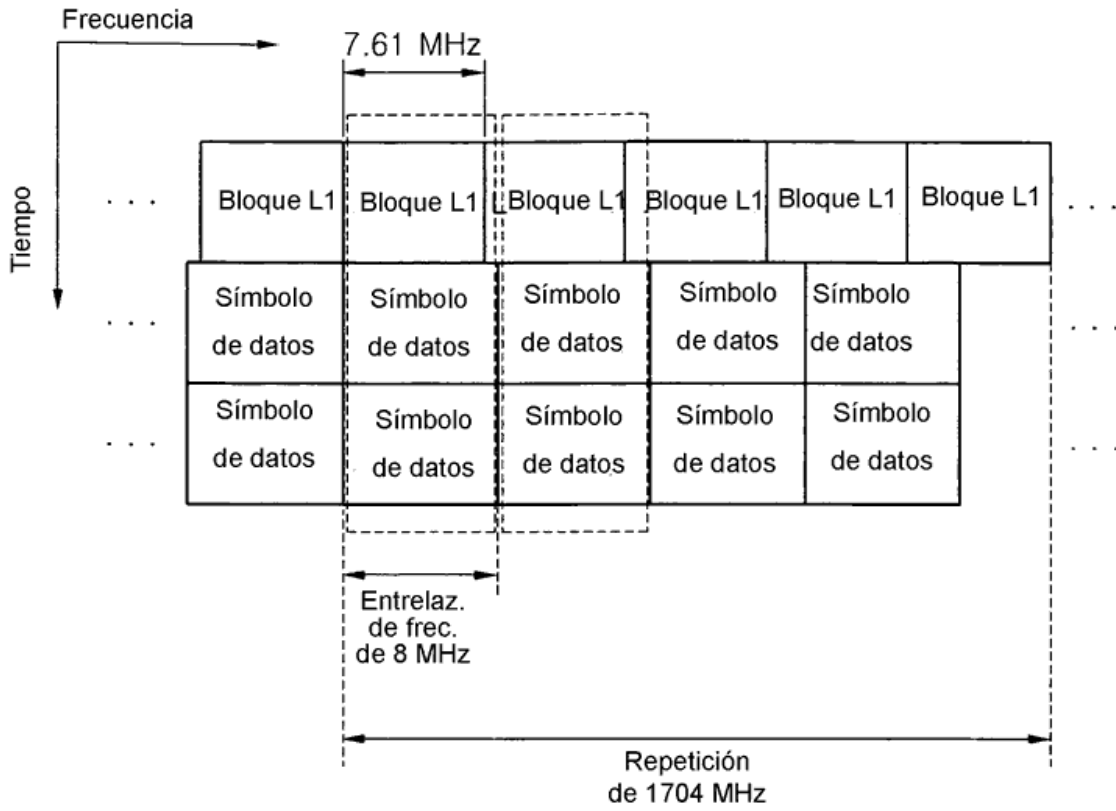 Frecuencia
7.61 MHz
Tiempo
. . . Bloque L1 Bloque L1 Bloque L1 Bloque L1 Bloque L1 Bloque L1 . . .
. . . Símbolo Símbolo Símbolo Símbolo Símbolo . . .
de datos de datos de datos de datos de datos
. . . Símbolo Símbolo Símbolo Símbolo Símbolo . . .
de datos de datos de datos de datos de datos
Entrelaz.
de frec.
de 8 MHz
Repetición
de 1704 MHz